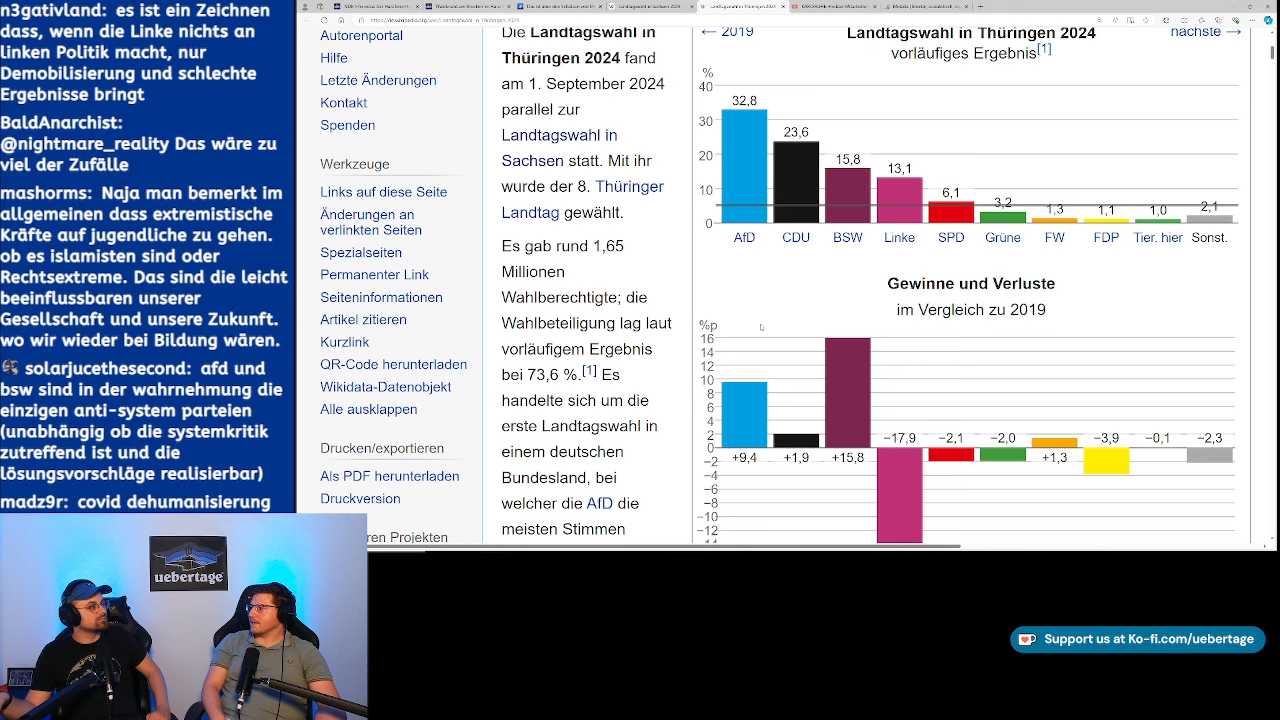 n3gativland: es ist ein Zeichen
dass, wenn die Linke nichts an
linken Politik macht, nur
Demobilisierung und schlechte
Ergebnisse bringt
BaldAnarchist:
@nightmare_reality Das wäre zu
viel der Zufälle
mashorms: Naja man bemerkt im
allgemeinen dass extremistische
Kräfte auf jugendliche zu gehen.
ob es islamisten sind oder
Rechtsextreme. Das sind die leicht
beeinflussbaren unserer
Gesellschaft und unsere Zukunft.
wo wir wieder bei Bildung wären.
solarjucethesecond: afd und
bsw sind in der wahrnehmung die
einzigen anti-system parteien
(unabhängig ob die systemkritik
zutreffend ist und die
lösungsvorschläge realisierbar)
madz9r: covid dehumanisierung
Autorenportal
Hilfe
Letzte Änderungen
Kontakt
Spenden
Werkzeuge
Links auf diese Seite
Änderungen an
verlinkten Seiten
Spezialseiten
Permanenter Link
Seiteninformationen
Artikel zitieren
Kurzlink
QR-Code herunterladen
Wikidata-Datenobjekt
Alle ausklappen
Drucken/exportieren
Als PDF herunterladen
Druckversion
ren Projekten
Die Landtagswahl in
Thüringen 2024 fand
am 1. September 2024
parallel zur
Landtagswahl in
Sachsen statt. Mit ihr
wurde der 8. Thüringer
Landtag gewählt.
Es gab rund 1,65
Millionen
Wahlberechtigte; die
Wahlbeteiligung lag laut
vorläufigem Ergebnis
bei 73,6 %.[1] Es
handelte sich um die
erste Landtagswahl in
einem deutschen
Bundesland, bei
welcher die AfD die
meisten Stimmen
← 2019 Landtagswahl in Thüringen 2024 nächste →
vorläufiges Ergebnis[1]
%
40
30
20
10
0
32,8 23,6 15,8 13,1 6,1 3,2 1,3 1,1 1,0 2,1
AfD CDU BSW Linke SPD Grüne FW FDP Tier. hier Sonst.
Gewinne und Verluste
im Vergleich zu 2019
%p
16
14
12
10
8
6
4
2
0
−2
−4
−6
−8
−10
−12
−17,9 −2,1 −2,0 −3,9 −0,1 −2,3
+9,4 +1,9 +15,8 +1,3
uebertage
Support us at Ko-fi.com/uebertage